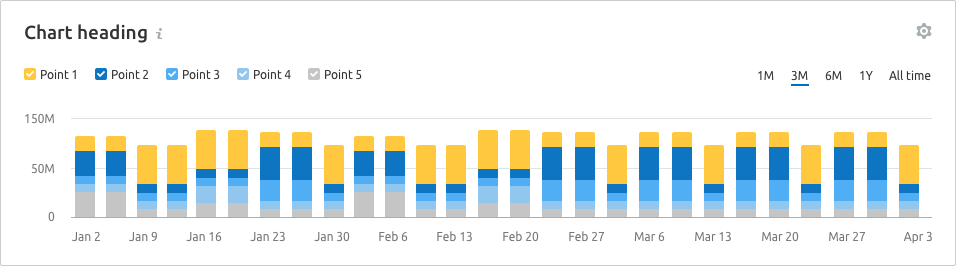 Chart heading i
Point 1 Point 2 Point 3 Point 4 Point 5 1M 3M 6M 1Y All time
150M
50M
0
Jan 2 Jan 9 Jan 16 Jan 23 Jan 30 Feb 6 Feb 13 Feb 20 Feb 27 Mar 6 Mar 13 Mar 20 Mar 27 Apr 3